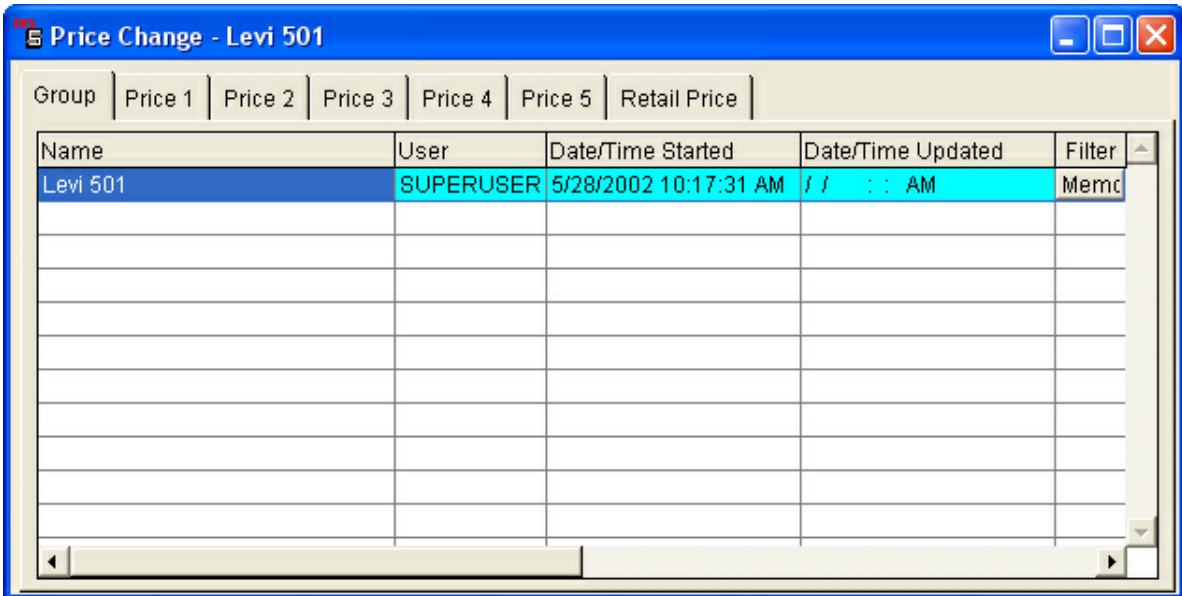 Price Change - Levi 501
Group Price 1 Price 2 Price 3 Price 4 Price 5 Retail Price
Name User Date/Time Started Date/Time Updated Filter
Levi 501 SUPERUSER 5/28/2002 10:17:31 AM / / : : AM Memo